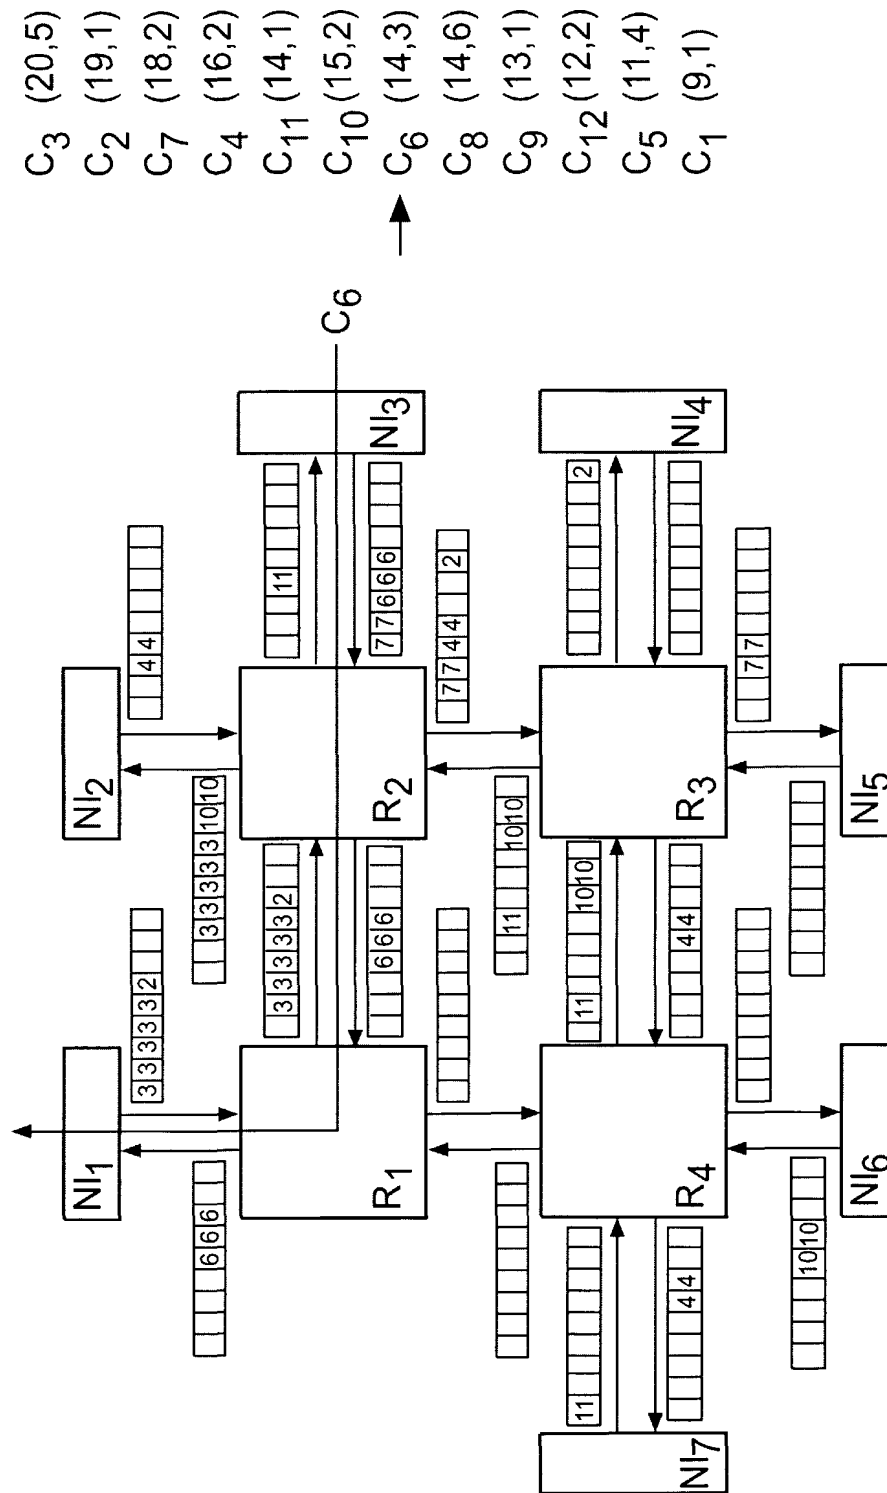 C3 (20,5)
C2 (19,1)
C7 (18,2)
C4 (16,2)
C11 (14,1)
C10 (15,2)
C6 (14,3)
C8 (14,6)
C9 (13,1)
C12 (12,2)
C5 (11,4)
C1 (9,1)
C6
NI1
3 3 3 3 3 2
6 6 6
NI2
4 4
3 3 3 3 3 10 10
R1
3 3 3 3 3 2
6 6 6
R2
11
7 7 6 6 6
NI3
11 10 10
7 7 4 4 2
NI7
11
4 4
R4
11 10 10
4 4
R3
2
NI4
10 10
NI6
7 7
NI5